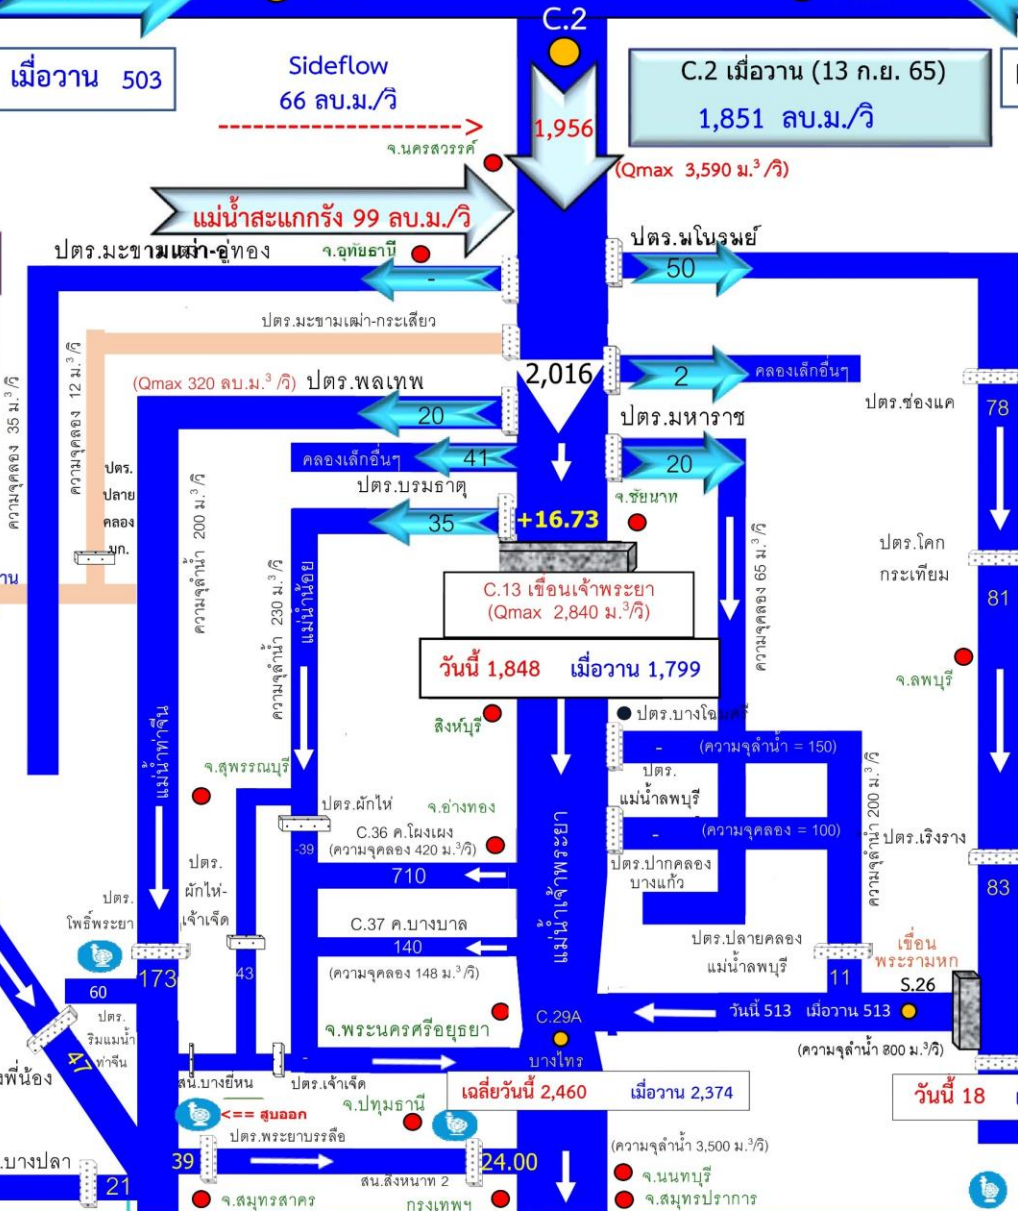 C.2
เมื่อวาน 503
Sideflow
66 ลบ.ม./วิ
1,956
C.2 เมื่อวาน (13 ก.ย. 65)
1,851 ลบ.ม./วิ
จ.นครสวรรค์
(Qmax 3,590 ม.³/วิ)
แม่น้ำสะแกกรัง 99 ลบ.ม./วิ
ปตร.มะขามเฒ่า-อู่ทอง
จ.อุทัยธานี
-
ปตร.มโนรมย์
50
ปตร.มะขามเฒ่า-กระเสียว
ความจุคลอง 35 ม.³/วิ
ความจุคลอง 12 ม.³/วิ
(Qmax 320 ลบ.ม.³/วิ) ปตร.พลเทพ
2,016
2
คลองเล็กอื่นๆ
20
ปตร.มหาราช
ปตร.ช่องแค
78
คลองเล็กอื่นๆ
41
20
ปตร.บรมธาตุ
จ.ชัยนาท
35
+16.73
ปตร.
ปลาย
คลอง
มก.
ความจุลำน้ำ 200 ม.³/วิ
ความจุลำน้ำ 230 ม.³/วิ
แม่น้ำน้อย
ความจุคลอง 65 ม.³/วิ
ปตร.โคก
กระเทียม
81
C.13 เขื่อนเจ้าพระยา
(Qmax 2,840 ม.³/วิ)
วันนี้ 1,848 เมื่อวาน 1,799
จ.ลพบุรี
สิงห์บุรี
ปตร.บางโฉมศรี
-
(ความจุลำน้ำ = 150)
ปตร.
แม่น้ำลพบุรี
แม่น้ำท่าจีน
จ.สุพรรณบุรี
ปตร.ผักไห่
จ.อ่างทอง
-39
C.36 ค.โผงเผง
(ความจุคลอง 420 ม.³/วิ)
710
แม่น้ำเจ้าพระยา
-
(ความจุคลอง = 100)
ปตร.ปากคลอง
บางแก้ว
ความจุลำน้ำ 200 ม.³/วิ
ปตร.เริงราง
83
ปตร.
ผักไห่-
เจ้าเจ็ด
ปตร.
โพธิ์พระยา
C.37 ค.บางบาล
140
(ความจุคลอง 148 ม.³/วิ)
ปตร.ปลายคลอง
แม่น้ำลพบุรี
เขื่อน
พระรามหก
S.26
173
43
11
60
ปตร.
ริมแม่น้ำ
ท่าจีน
จ.พระนครศรีอยุธยา
C.29A
บางไทร
วันนี้ 513 เมื่อวาน 513
(ความจุลำน้ำ 800 ม.³/วิ)
47
พี่น้อง
สน.บางยี่หน
ปตร.เจ้าเจ็ด
-
เฉลี่ยวันนี้ 2,460 เมื่อวาน 2,374
วันนี้ 18
<== สูบออก
จ.ปทุมธานี
ปตร.พระยาบรรลือ
(ความจุลำน้ำ 3,500 ม.³/วิ)
.บางปลา
39
24.00
สน.สิงหนาท 2
จ.นนทบุรี
21
จ.สมุทรสาคร
กรุงเทพฯ
จ.สมุทรปราการ